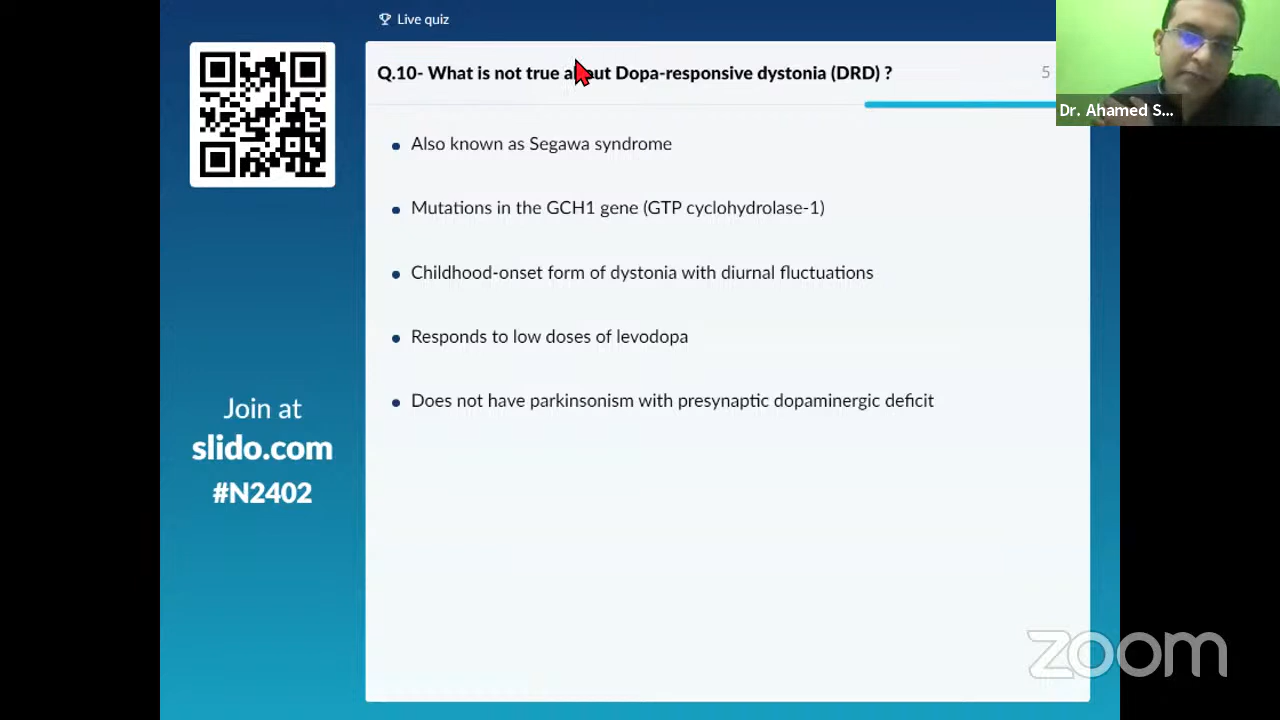 Live quiz
Q.10- What is not true about Dopa-responsive dystonia (DRD) ?
5
Dr. Ahamed S...
Also known as Segawa syndrome
Mutations in the GCH1 gene (GTP cyclohydrolase-1)
Childhood-onset form of dystonia with diurnal fluctuations
Responds to low doses of levodopa
Does not have parkinsonism with presynaptic dopaminergic deficit
Join at
slido.com
#N2402
zoom